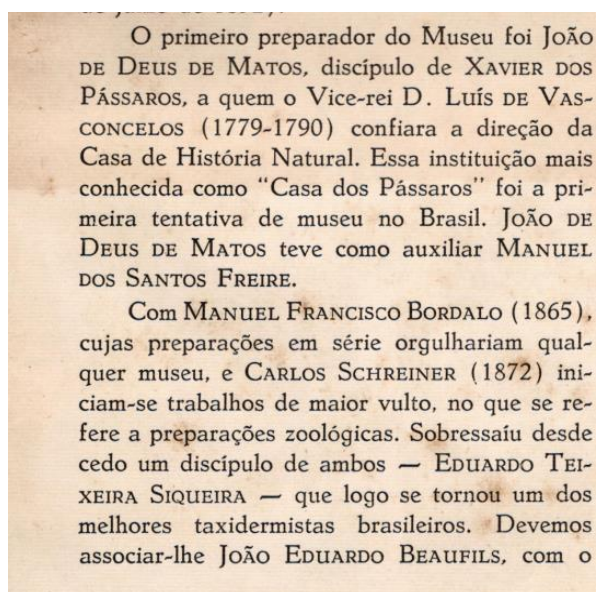 O primeiro preparador do Museu foi JOÃO
DE DEUS DE MATOS, discípulo de XAVIER DOS
PÁSSAROS, a quem o Vice-rei D. LUÍS DE VAS-
CONCELOS (1779-1790) confiara a direção da
Casa de História Natural. Essa instituição mais
conhecida como "Casa dos Pássaros" foi a pri-
meira tentativa de museu no Brasil. JOÃO DE
DEUS DE MATOS teve como auxiliar MANUEL
DOS SANTOS FREIRE.
Com MANUEL FRANCISCO BORDALO (1865),
cujas preparações em série orgulhariam qual-
quer museu, e CARLOS SCHREINER (1872) ini-
ciam-se trabalhos de maior vulto, no que se re-
fere a preparações zoológicas. Sobressaíu desde
cedo um discípulo de ambos — EDUARDO TEI-
XEIRA SIQUEIRA — que logo se tornou um dos
melhores taxidermistas brasileiros. Devemos
associar-lhe JOÃO EDUARDO BEAUFILS, com o